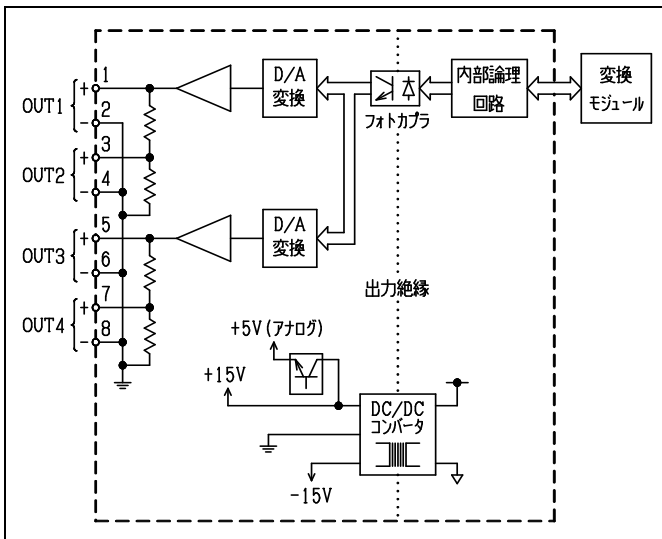 OUT1
+ 1
− 2
OUT2
+ 3
− 4
OUT3
+ 5
− 6
OUT4
+ 7
− 8
D/A
変換
D/A
変換
フォトカプラ
内部論理
回路
変換
モジュール
出力絶縁
+5V(アナログ)
+15V
-15V
DC/DC
コンバータ